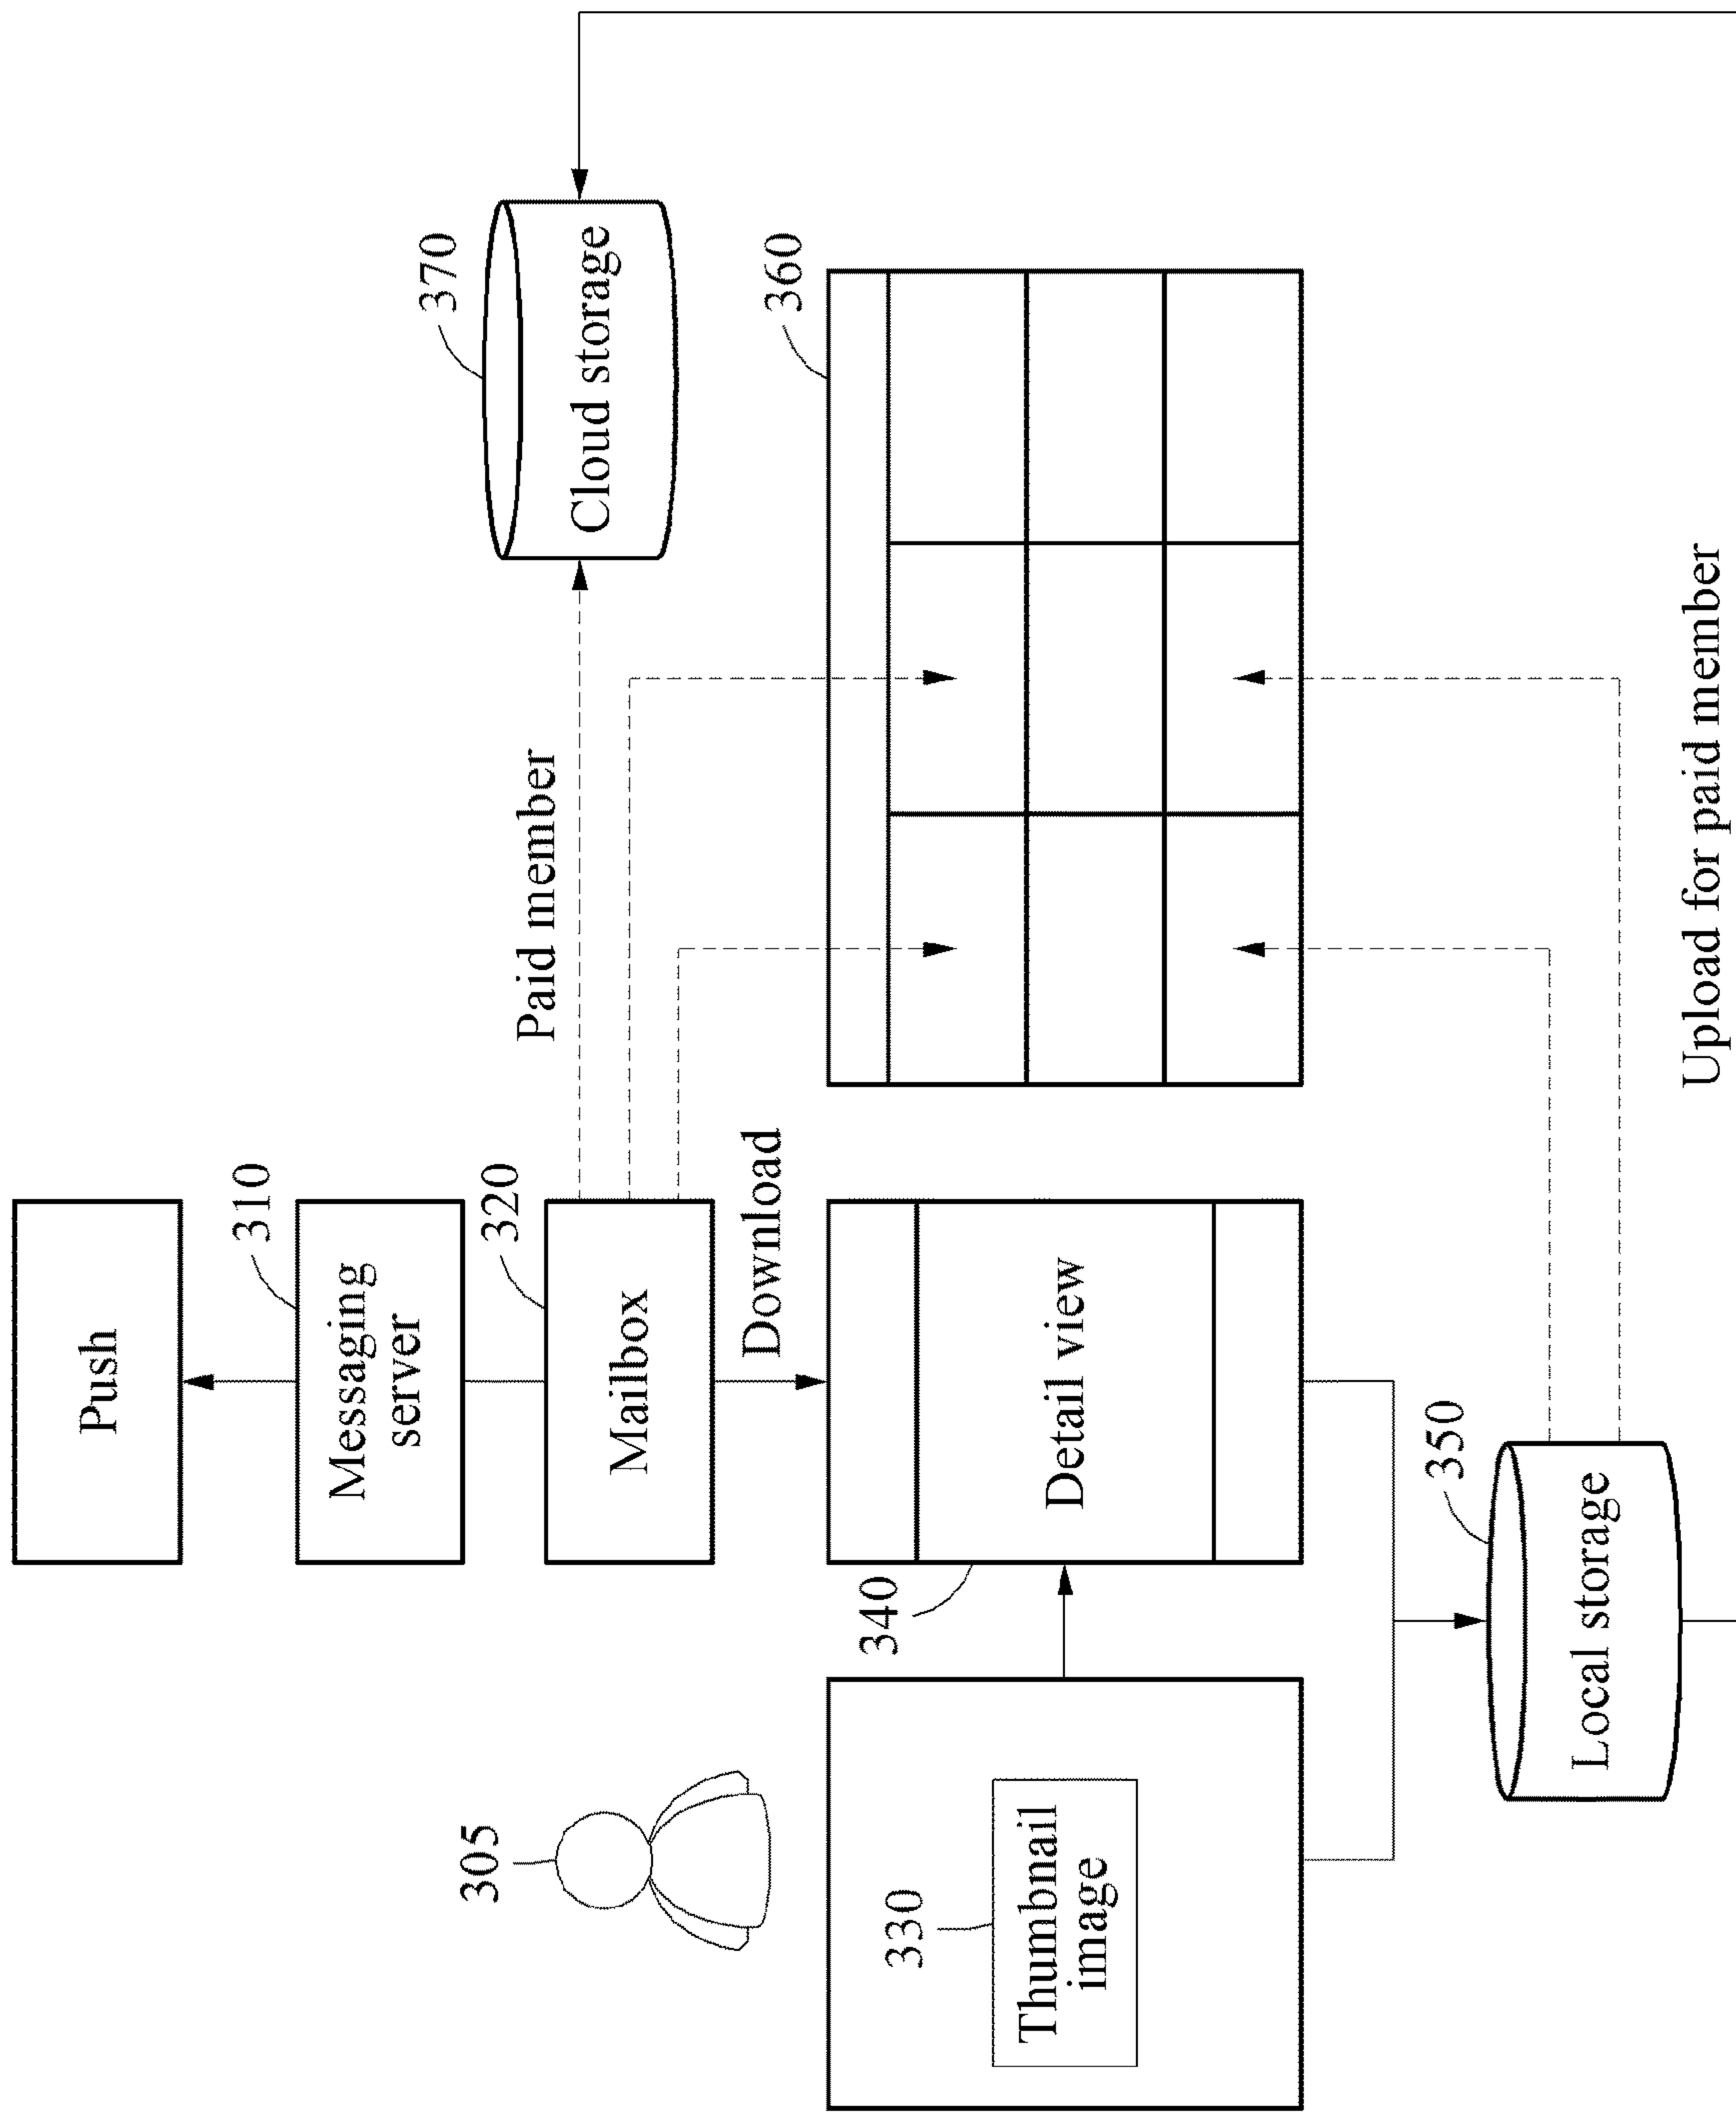 Push
310
Messaging
server
320
Mailbox
Paid member
370
Cloud storage
305
Download
330
Thumbnail
image
340
Detail view
360
350
Local storage
Upload for paid member